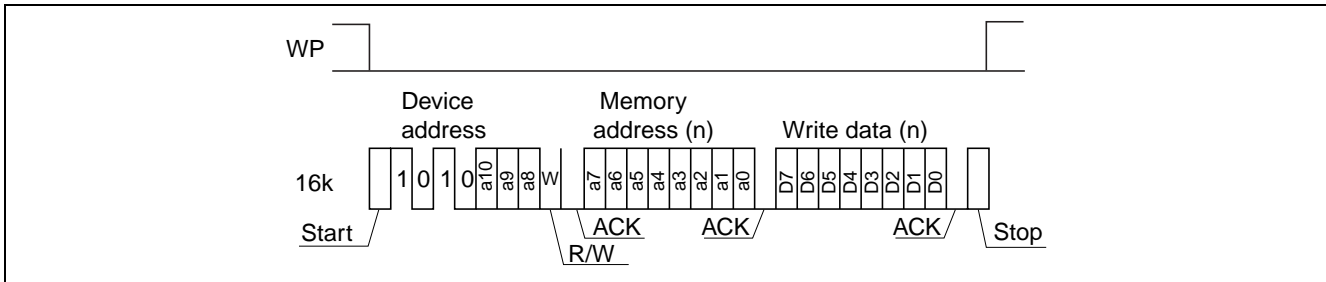 WP
Device
address
Memory
address (n)
Write data (n)
16k
1 0 1 0 a10 a9 a8 W a7 a6 a5 a4 a3 a2 a1 a0 D7 D6 D5 D4 D3 D2 D1 D0
Start
ACK
ACK
ACK
Stop
R/W